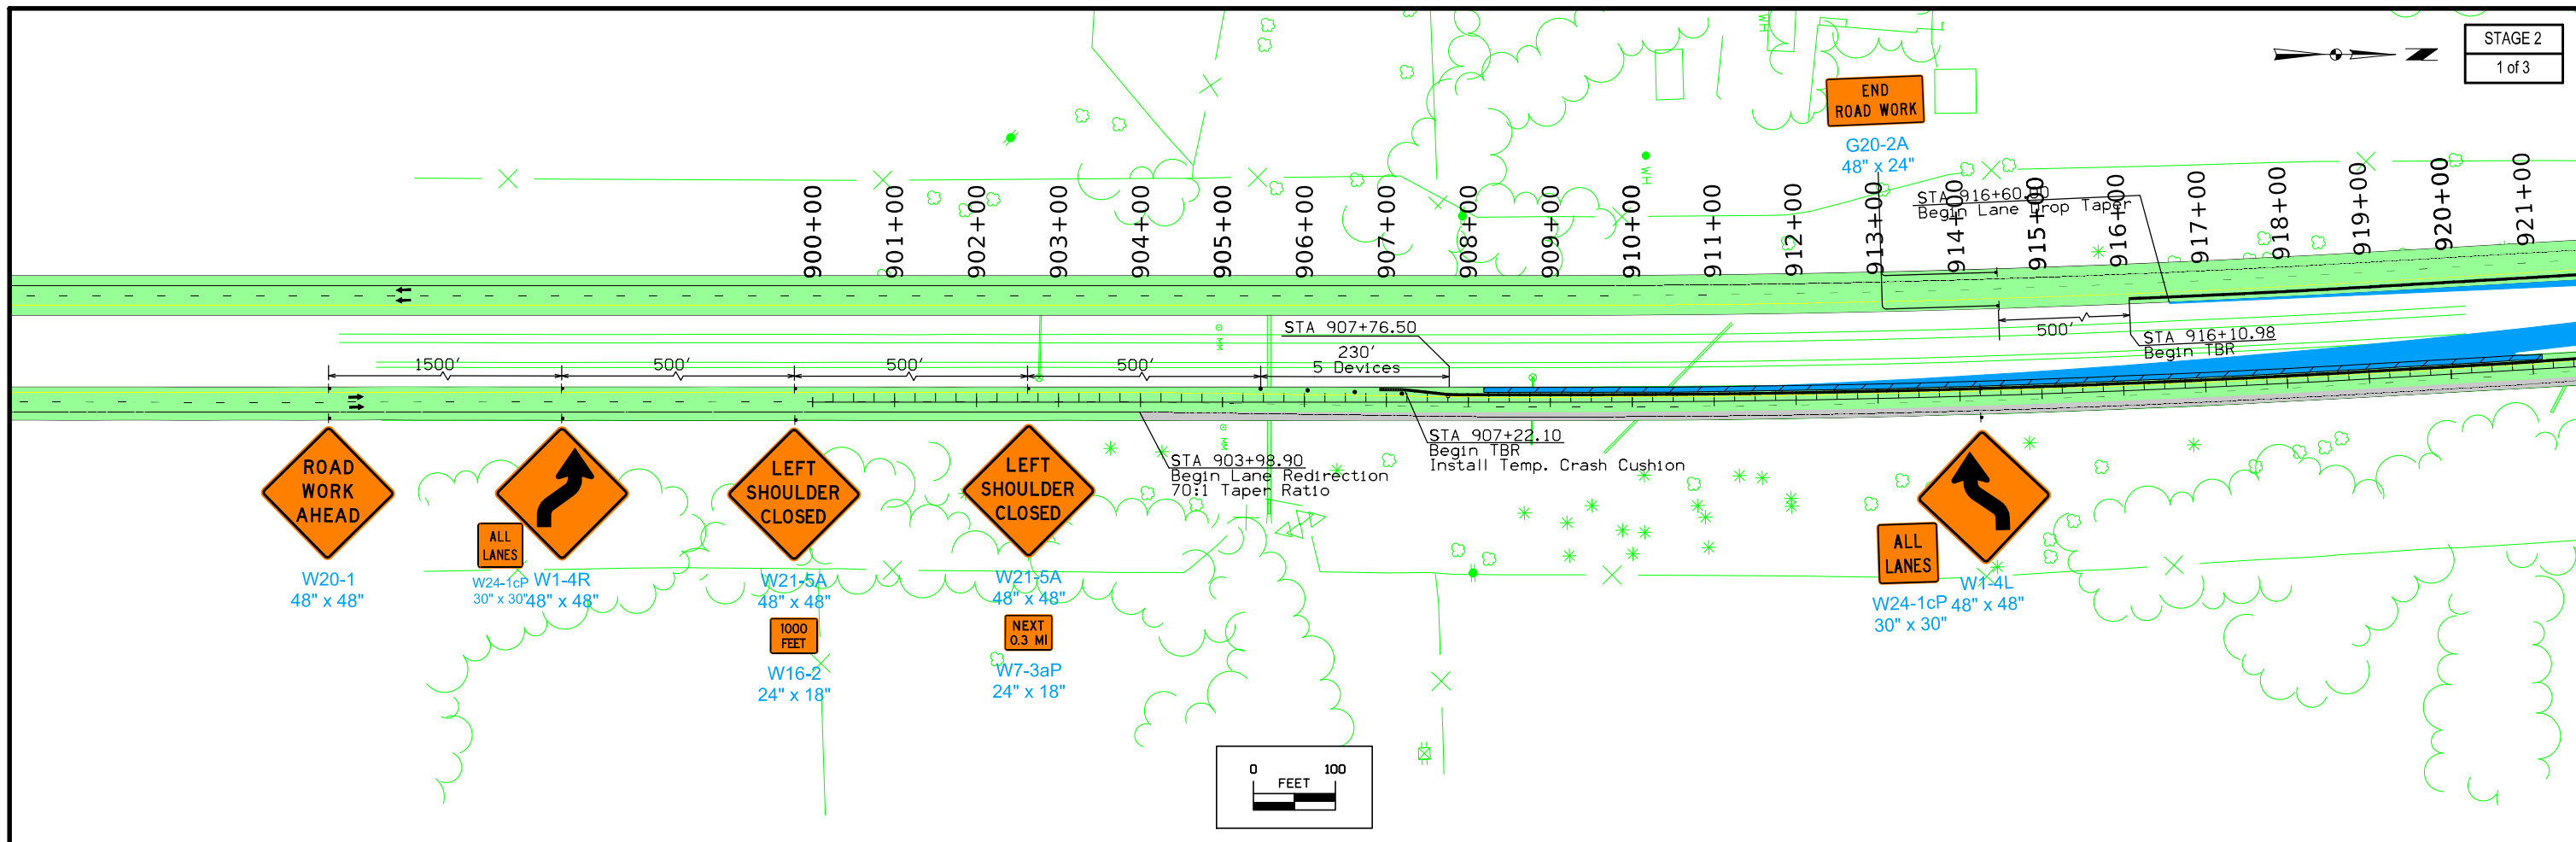 STAGE 2
1 of 3
END
ROAD WORK
G20-2A
48" x 24"
WH
WH
900+00
901+00
902+00
903+00
904+00
905+00
906+00
907+00
908+00
909+00
910+00
911+00
912+00
913+00
914+00
915+00
916+00
917+00
918+00
919+00
920+00
921+00
STA 916+60.00
Begin Lane Drop Taper
STA 907+76.50
230'
5 Devices
1500'
500'
500'
500'
500'
STA 916+10.98
Begin TBR
MM
MM
STA 907+22.10
Begin TBR
Install Temp. Crash Cushion
STA 903+98.90
Begin Lane Redirection
70:1 Taper Ratio
ROAD
WORK
AHEAD
W20-1
48" x 48"
ALL
LANES
W24-1cP
30" x 30"
W1-4R
48" x 48"
LEFT
SHOULDER
CLOSED
W21-5A
48" x 48"
1000
FEET
W16-2
24" x 18"
LEFT
SHOULDER
CLOSED
W21-5A
48" x 48"
NEXT
0.3 MI
W7-3aP
24" x 18"
ALL
LANES
W24-1cP
30" x 30"
W1-4L
48" x 48"
0 100
FEET